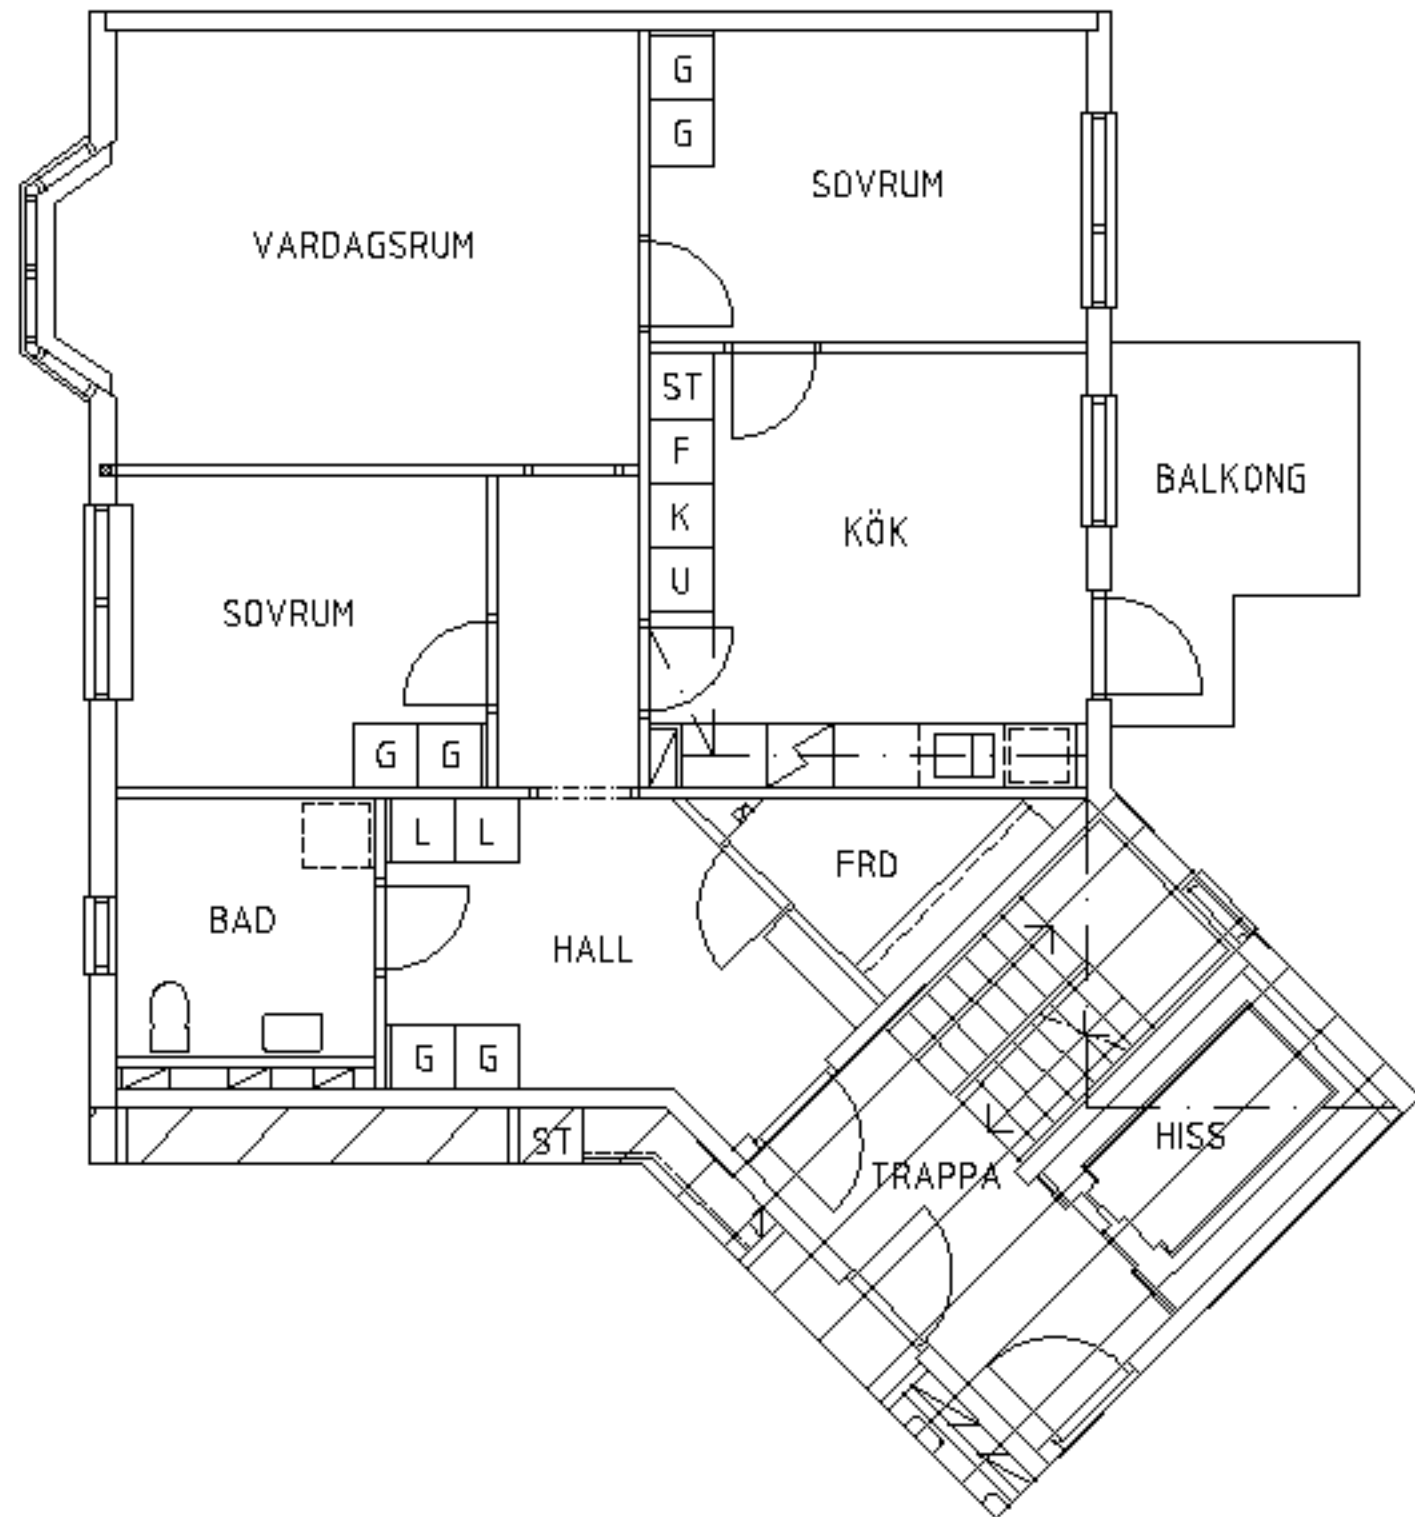 G
G
SOVRUM
VARDAGSRUM
ST
F
K
U
KÖK
BALKONG
SOVRUM
G G
L L
FRD
BAD
HALL
G G
ST
TRAPPA
HISS